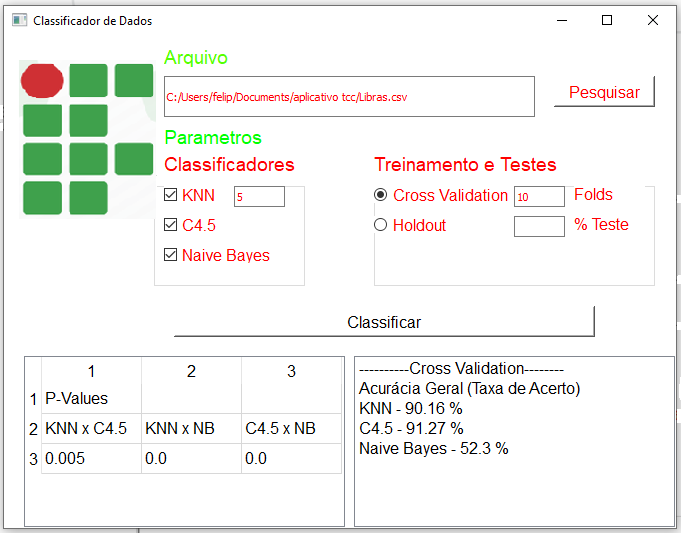 Classificador de Dados
Arquivo
C:/Users/felip/Documents/aplicativo tcc/Libras.csv
Pesquisar
Parametros
Classificadores
Treinamento e Testes
KNN 5
Cross Validation 10 Folds
C4.5
Holdout % Teste
Naive Bayes
Classificar
1 2 3
1 P-Values
2 KNN x C4.5 KNN x NB C4.5 x NB
3 0.005 0.0 0.0
----------Cross Validation--------
Acurácia Geral (Taxa de Acerto)
KNN - 90.16 %
C4.5 - 91.27 %
Naive Bayes - 52.3 %